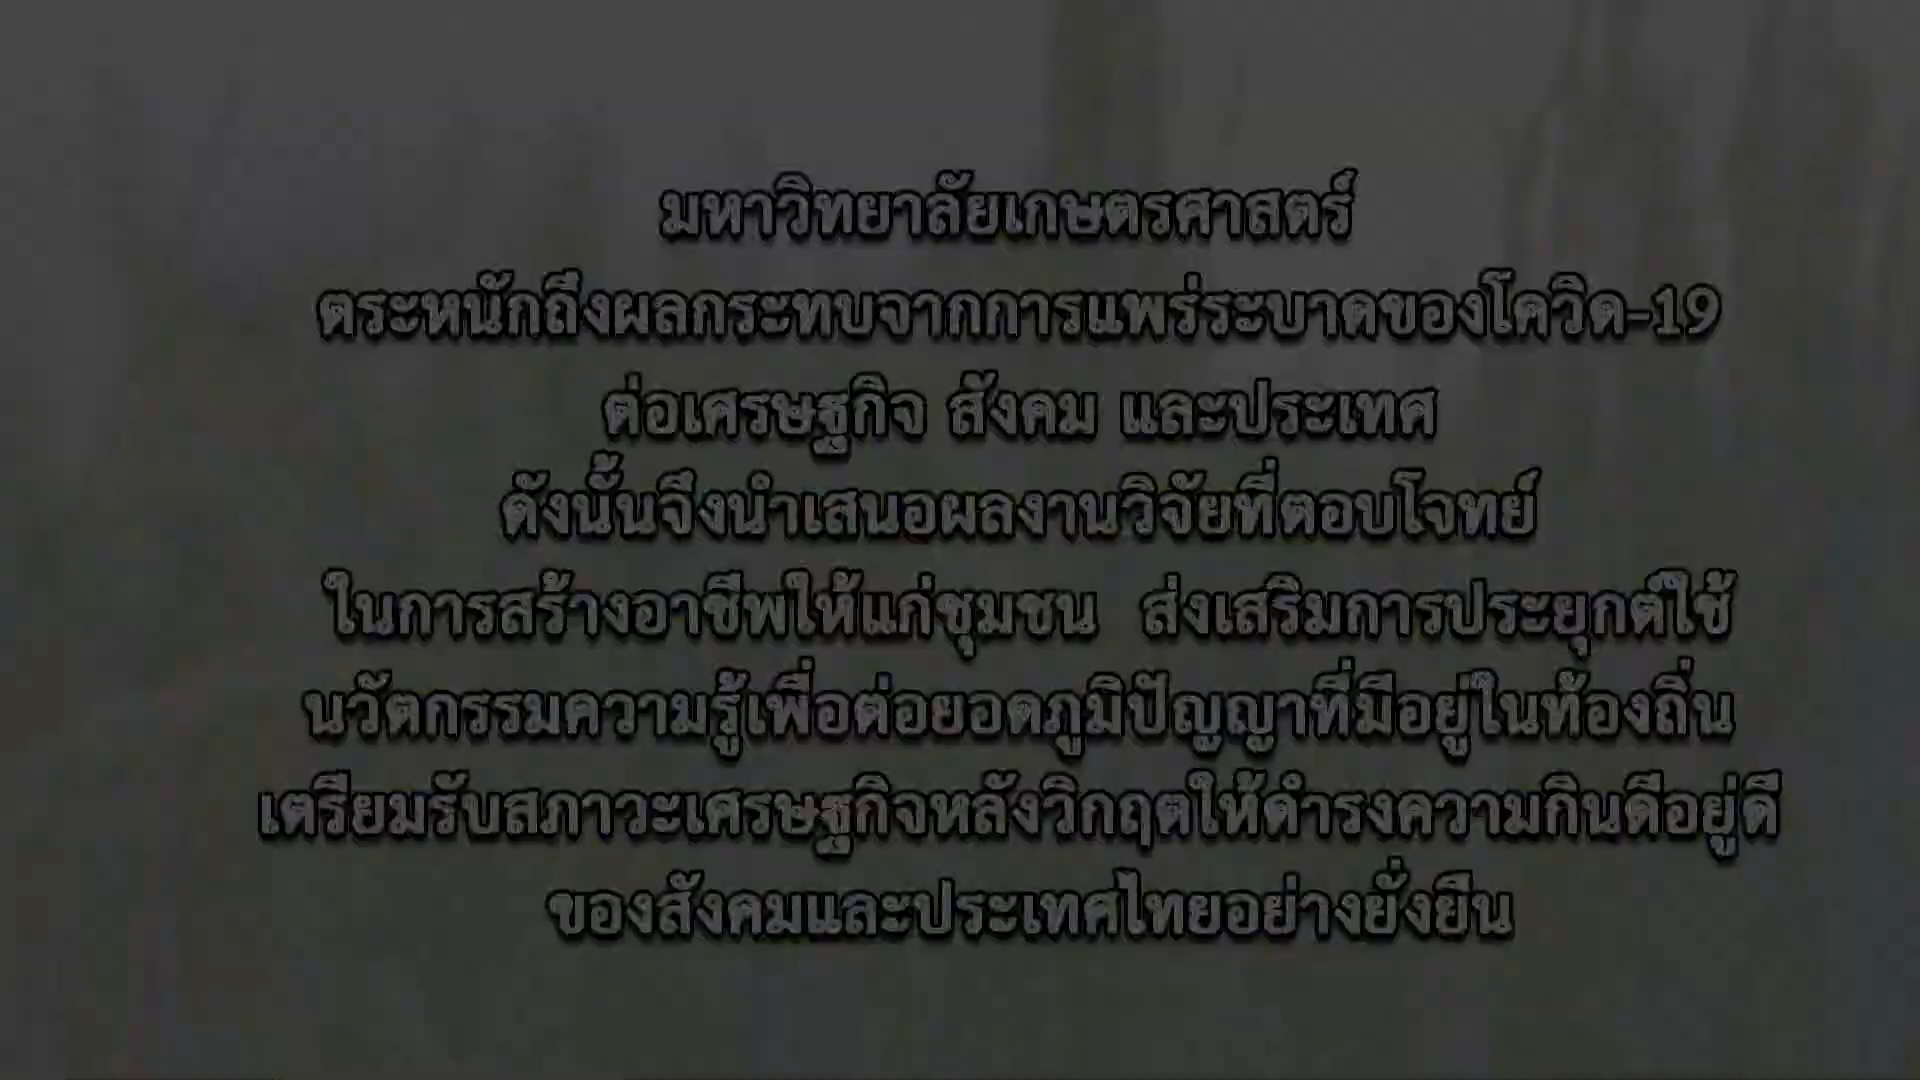 มหาวิทยาลัยเกษตรศาสตร์
ตระหนักถึงผลกระทบจากการแพร่ระบาดของโควิด-19
ต่อเศรษฐกิจ สังคม และประเทศ
ดังนั้นจึงนำเสนอผลงานวิจัยที่ตอบโจทย์
ในการสร้างอาชีพให้แก่ชุมชน ส่งเสริมการประยุกต์ใช้
นวัตกรรมความรู้เพื่อต่อยอดภูมิปัญญาที่มีอยู่ในท้องถิ่น
เตรียมรับสภาวะเศรษฐกิจหลังวิกฤตให้ดำรงความกินดีอยู่ดี
ของสังคมและประเทศไทยอย่างยั่งยืน